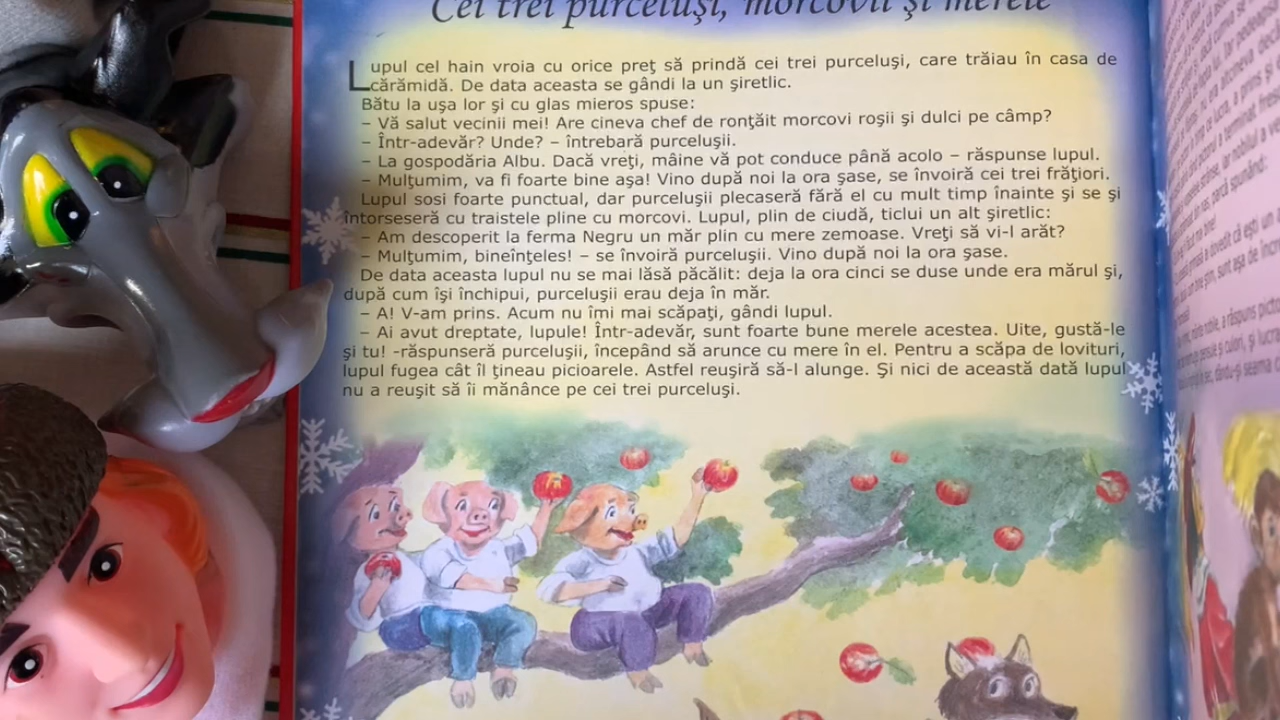 Cei trei purceluşi, morcovii şi merele
Lupul cel hain vroia cu orice preţ să prindă cei trei purceluşi, care trăiau în casa de
cărămidă. De data aceasta se gândi la un şiretlic.
Bătu la uşa lor şi cu glas mieros spuse:
– Vă salut vecinii mei! Are cineva chef de ronţăit morcovi roşii şi dulci pe câmp?
– Într-adevăr? Unde? – întrebară purceluşii.
– La gospodăria Albu. Dacă vreţi, mâine vă pot conduce până acolo – răspunse lupul.
– Mulţumim, va fi foarte bine aşa! Vino după noi la ora şase, se învoiră cei trei frăţiori.
Lupul sosi foarte punctual, dar purceluşii plecaseră fără el cu mult timp înainte şi se şi
întorseseră cu traistele pline cu morcovi. Lupul, plin de ciudă, ticlui un alt şiretlic:
– Am descoperit la ferma Negru un măr plin cu mere zemoase. Vreţi să vi-l arăt?
– Mulţumim, bineînţeles! – se învoiră purceluşii. Vino după noi la ora şase.
De data aceasta lupul nu se mai lăsă păcălit: deja la ora cinci se duse unde era mărul şi,
după cum îşi închipui, purceluşii erau deja în măr.
– A! V-am prins. Acum nu îmi mai scăpaţi, gândi lupul.
– Ai avut dreptate, lupule! Într-adevăr, sunt foarte bune merele acestea. Uite, gustă-le
şi tu! -răspunseră purceluşii, începând să arunce cu mere în el. Pentru a scăpa de lovituri,
lupul fugea cât îl ţineau picioarele. Astfel reuşiră să-l alunge. Şi nici de această dată lupul
nu a reuşit să îi mănânce pe cei trei purceluşi.